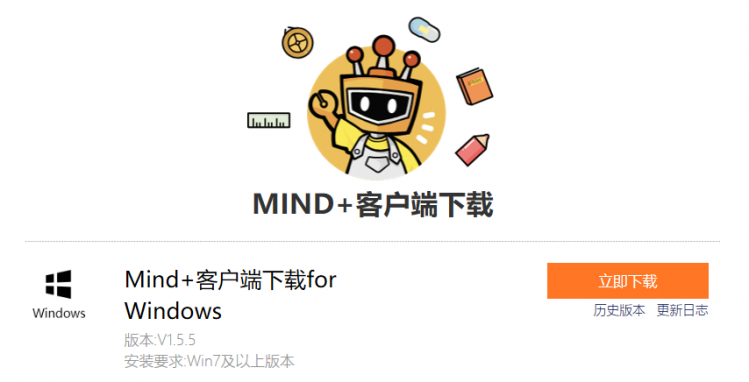 MIND+客户端下载
Windows
Mind+客户端下载for
Windows
版本:V1.5.5
安装要求:Win7及以上版本
立即下载
历史版本 更新日志